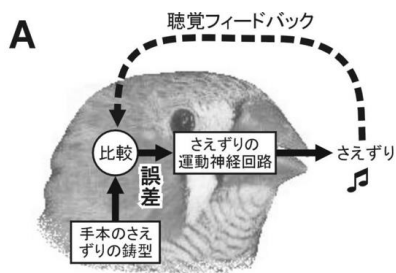 A
聴覚フィードバック
比較
誤差
さえずりの
運動神経回路
さえずり
手本のさえ
ずりの鋳型